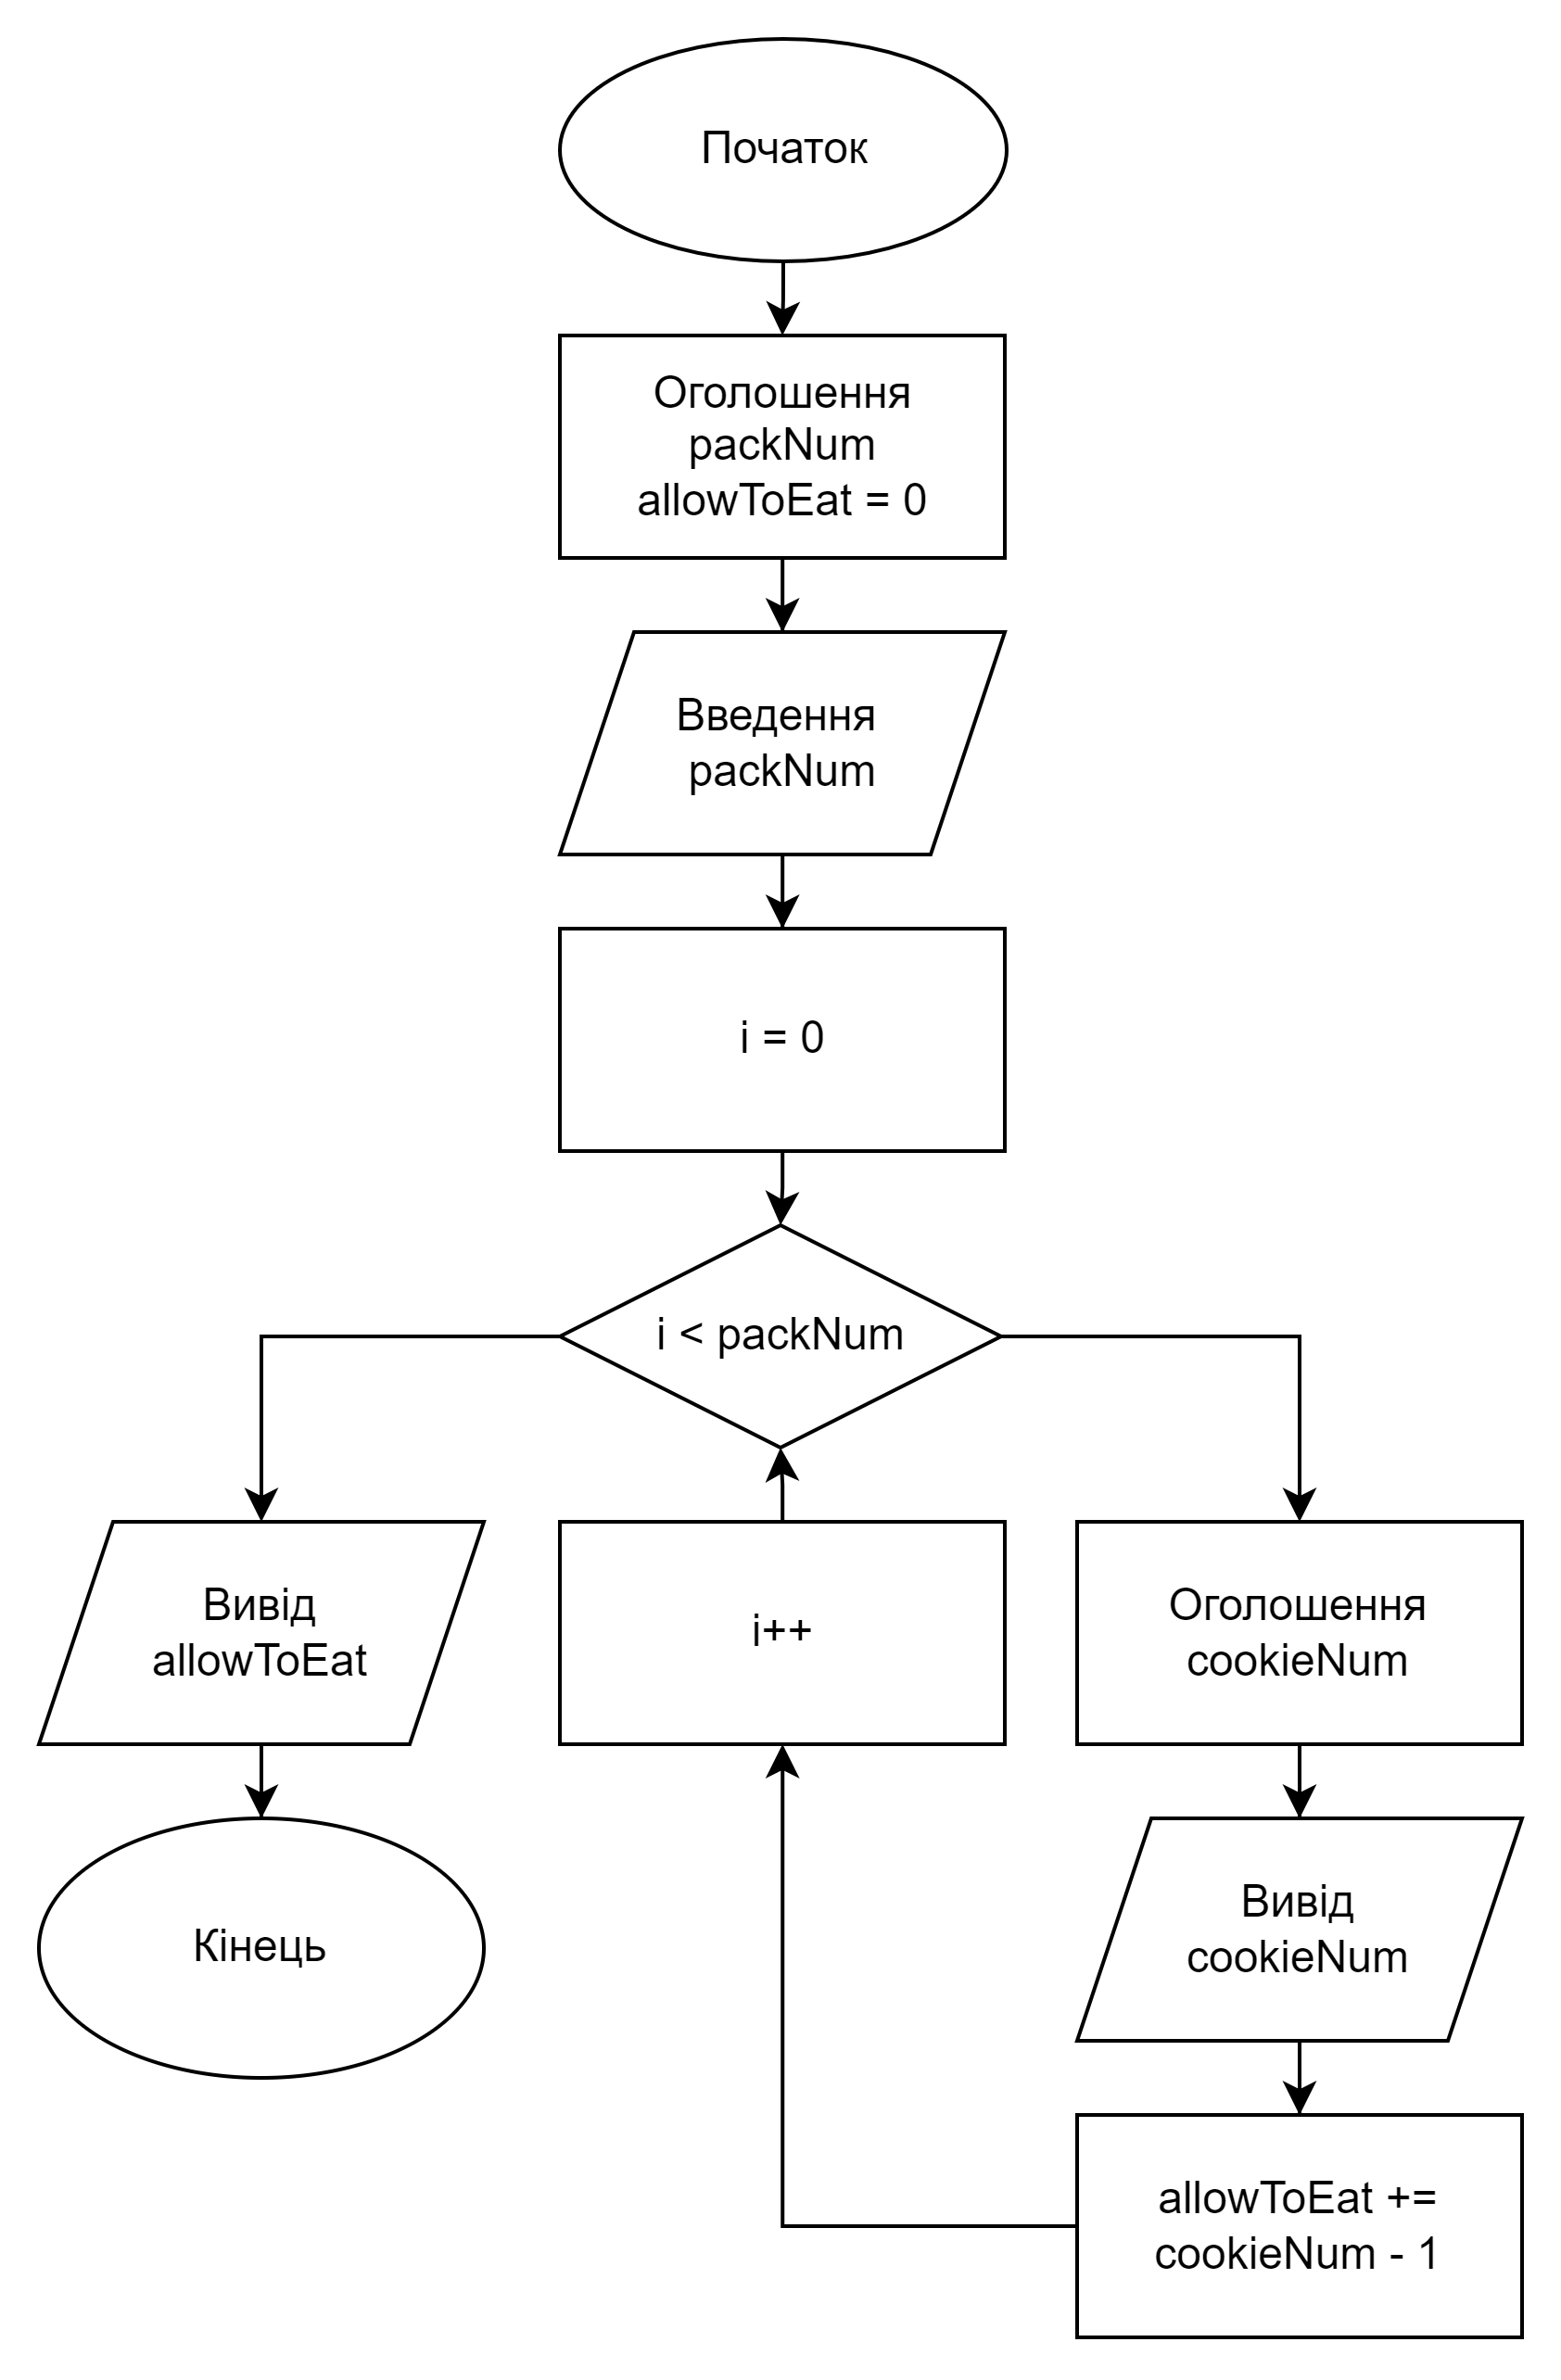 Початок
Оголошення
packNum
allowToEat = 0
Введення
packNum
i = 0
i < packNum
Вивід
allowToEat
Кінець
i++
Оголошення
cookieNum
Вивід
cookieNum
allowToEat +=
cookieNum - 1